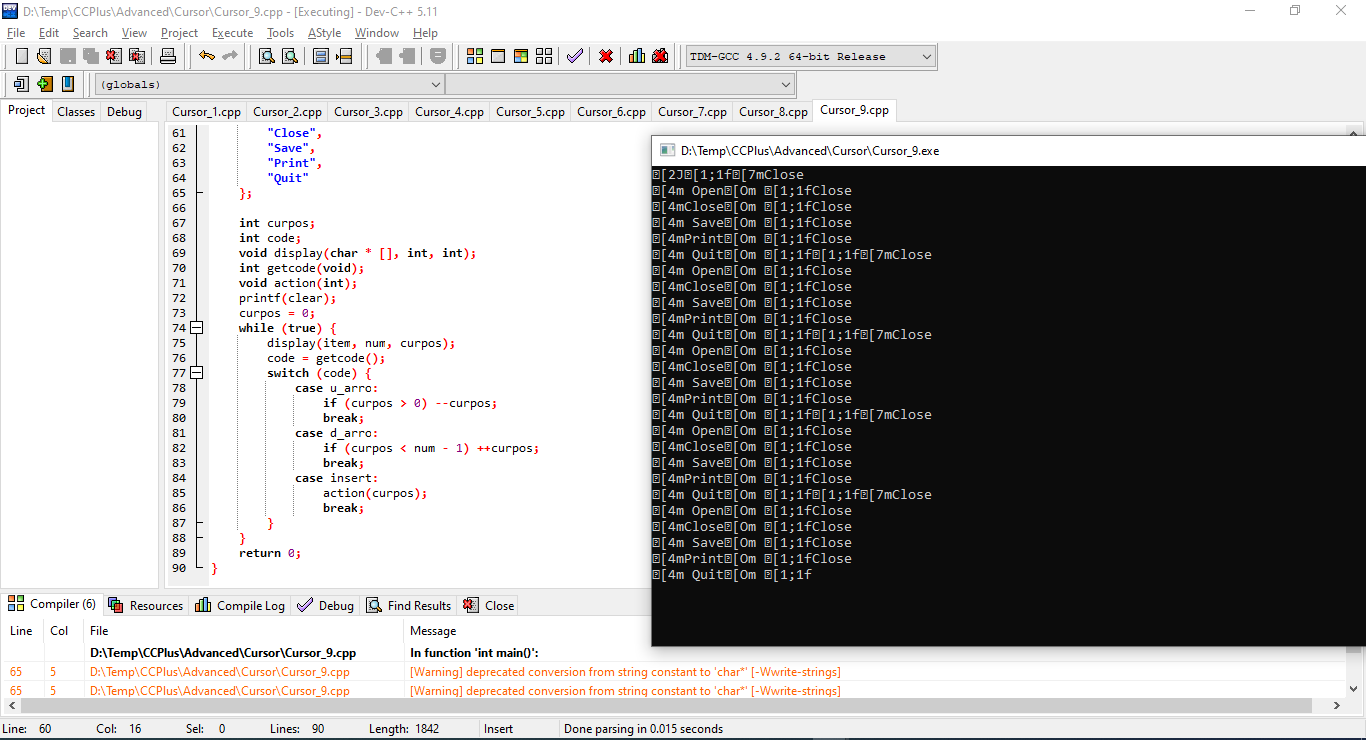 D:\Temp\CCPlus\Advanced\Cursor\Cursor_9.cpp - [Executing] - Dev-C++ 5.11
File Edit Search View Project Execute Tools AStyle Window Help
TDM-GCC 4.9.2 64-bit Release
(globals)
Project Classes Debug
Cursor_1.cpp Cursor_2.cpp Cursor_3.cpp Cursor_4.cpp Cursor_5.cpp Cursor_6.cpp Cursor_7.cpp Cursor_8.cpp Cursor_9.cpp
61 "Close",
62 "Save",
63 "Print",
64 "Quit"
65 };
66
67 int curpos;
68 int code;
69 void display(char * [], int, int);
70 int getcode(void);
71 void action(int);
72 printf(clear);
73 curpos = 0;
74 while (true) {
75 display(item, num, curpos);
76 code = getcode();
77 switch (code) {
78 case u_arro:
79 if (curpos > 0) --curpos;
80 break;
81 case d_arro:
82 if (curpos < num - 1) ++curpos;
83 break;
84 case insert:
85 action(curpos);
86 break;
87 }
88 }
89 return 0;
90 }
D:\Temp\CCPlus\Advanced\Cursor\Cursor_9.exe
[2J[1;1f[7mClose
[4m Open[Om [1;1fClose
[4mClose[Om [1;1fClose
[4m Save[Om [1;1fClose
[4mPrint[Om [1;1fClose
[4m Quit[Om [1;1f[1;1f[7mClose
[4m Open[Om [1;1fClose
[4mClose[Om [1;1fClose
[4m Save[Om [1;1fClose
[4mPrint[Om [1;1fClose
[4m Quit[Om [1;1f[1;1f[7mClose
[4m Open[Om [1;1fClose
[4mClose[Om [1;1fClose
[4m Save[Om [1;1fClose
[4mPrint[Om [1;1fClose
[4m Quit[Om [1;1f[1;1f[7mClose
[4m Open[Om [1;1fClose
[4mClose[Om [1;1fClose
[4m Save[Om [1;1fClose
[4mPrint[Om [1;1fClose
[4m Quit[Om [1;1f[1;1f[7mClose
[4m Open[Om [1;1fClose
[4mClose[Om [1;1fClose
[4m Save[Om [1;1fClose
[4mPrint[Om [1;1fClose
[4m Quit[Om [1;1f
Compiler (6) Resources Compile Log Debug Find Results Close
Line Col File Message
D:\Temp\CCPlus\Advanced\Cursor\Cursor_9.cpp In function 'int main()':
65 5 D:\Temp\CCPlus\Advanced\Cursor\Cursor_9.cpp [Warning] deprecated conversion from string constant to 'char*' [-Wwrite-strings]
65 5 D:\Temp\CCPlus\Advanced\Cursor\Cursor_9.cpp [Warning] deprecated conversion from string constant to 'char*' [-Wwrite-strings]
Line: 60 Col: 16 Sel: 0 Lines: 90 Length: 1842 Insert Done parsing in 0.015 seconds